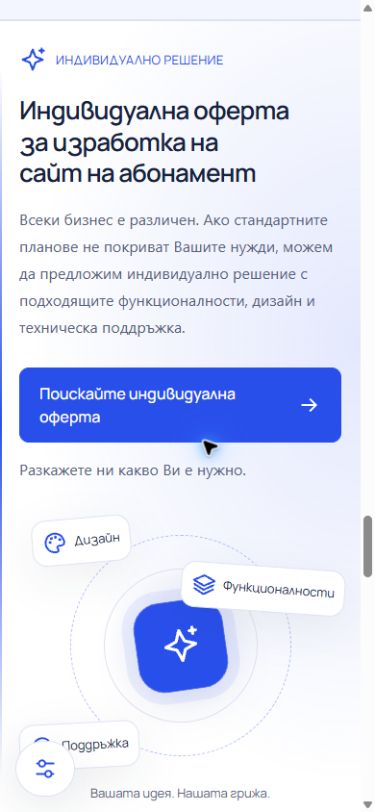 ИНДИВИДУАЛНО РЕШЕНИЕ
Индивидуална оферта
за изработка на
сайт на абонамент
Всеки бизнес е различен. Ако стандартните
планове не покриват Вашите нужди, можем
да предложим индивидуално решение с
подходящите функционалности, дизайн и
техническа поддръжка.
Поискайте индивидуална
оферта
Разкажете ни какво Ви е нужно.
Дизайн
Функционалности
Поддръжка
Вашата идея. Нашата грижа.